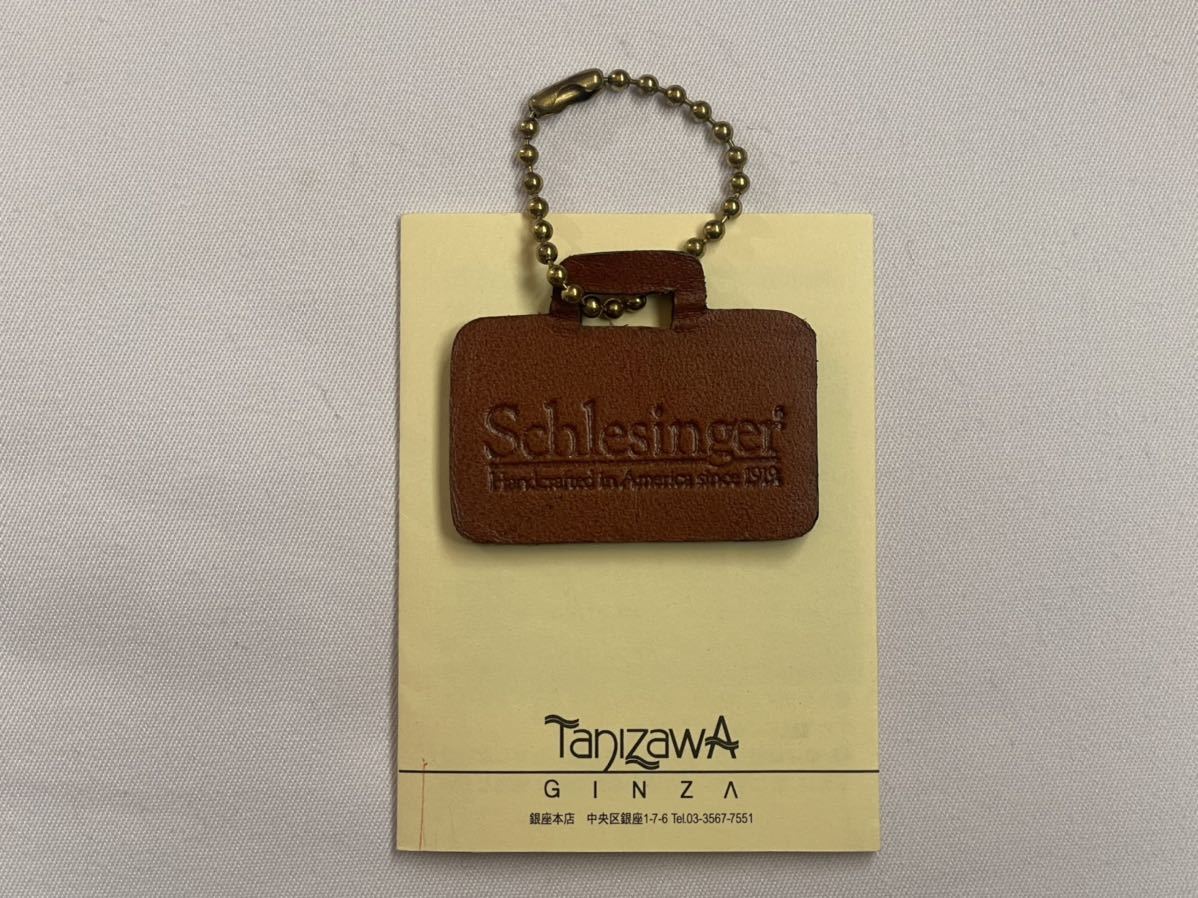 Schlesinger®
Handcrafted in America since 1919.
TanizawA
GINZA
銀座本店　中央区銀座1-7-6 Tel.03-3567-7551